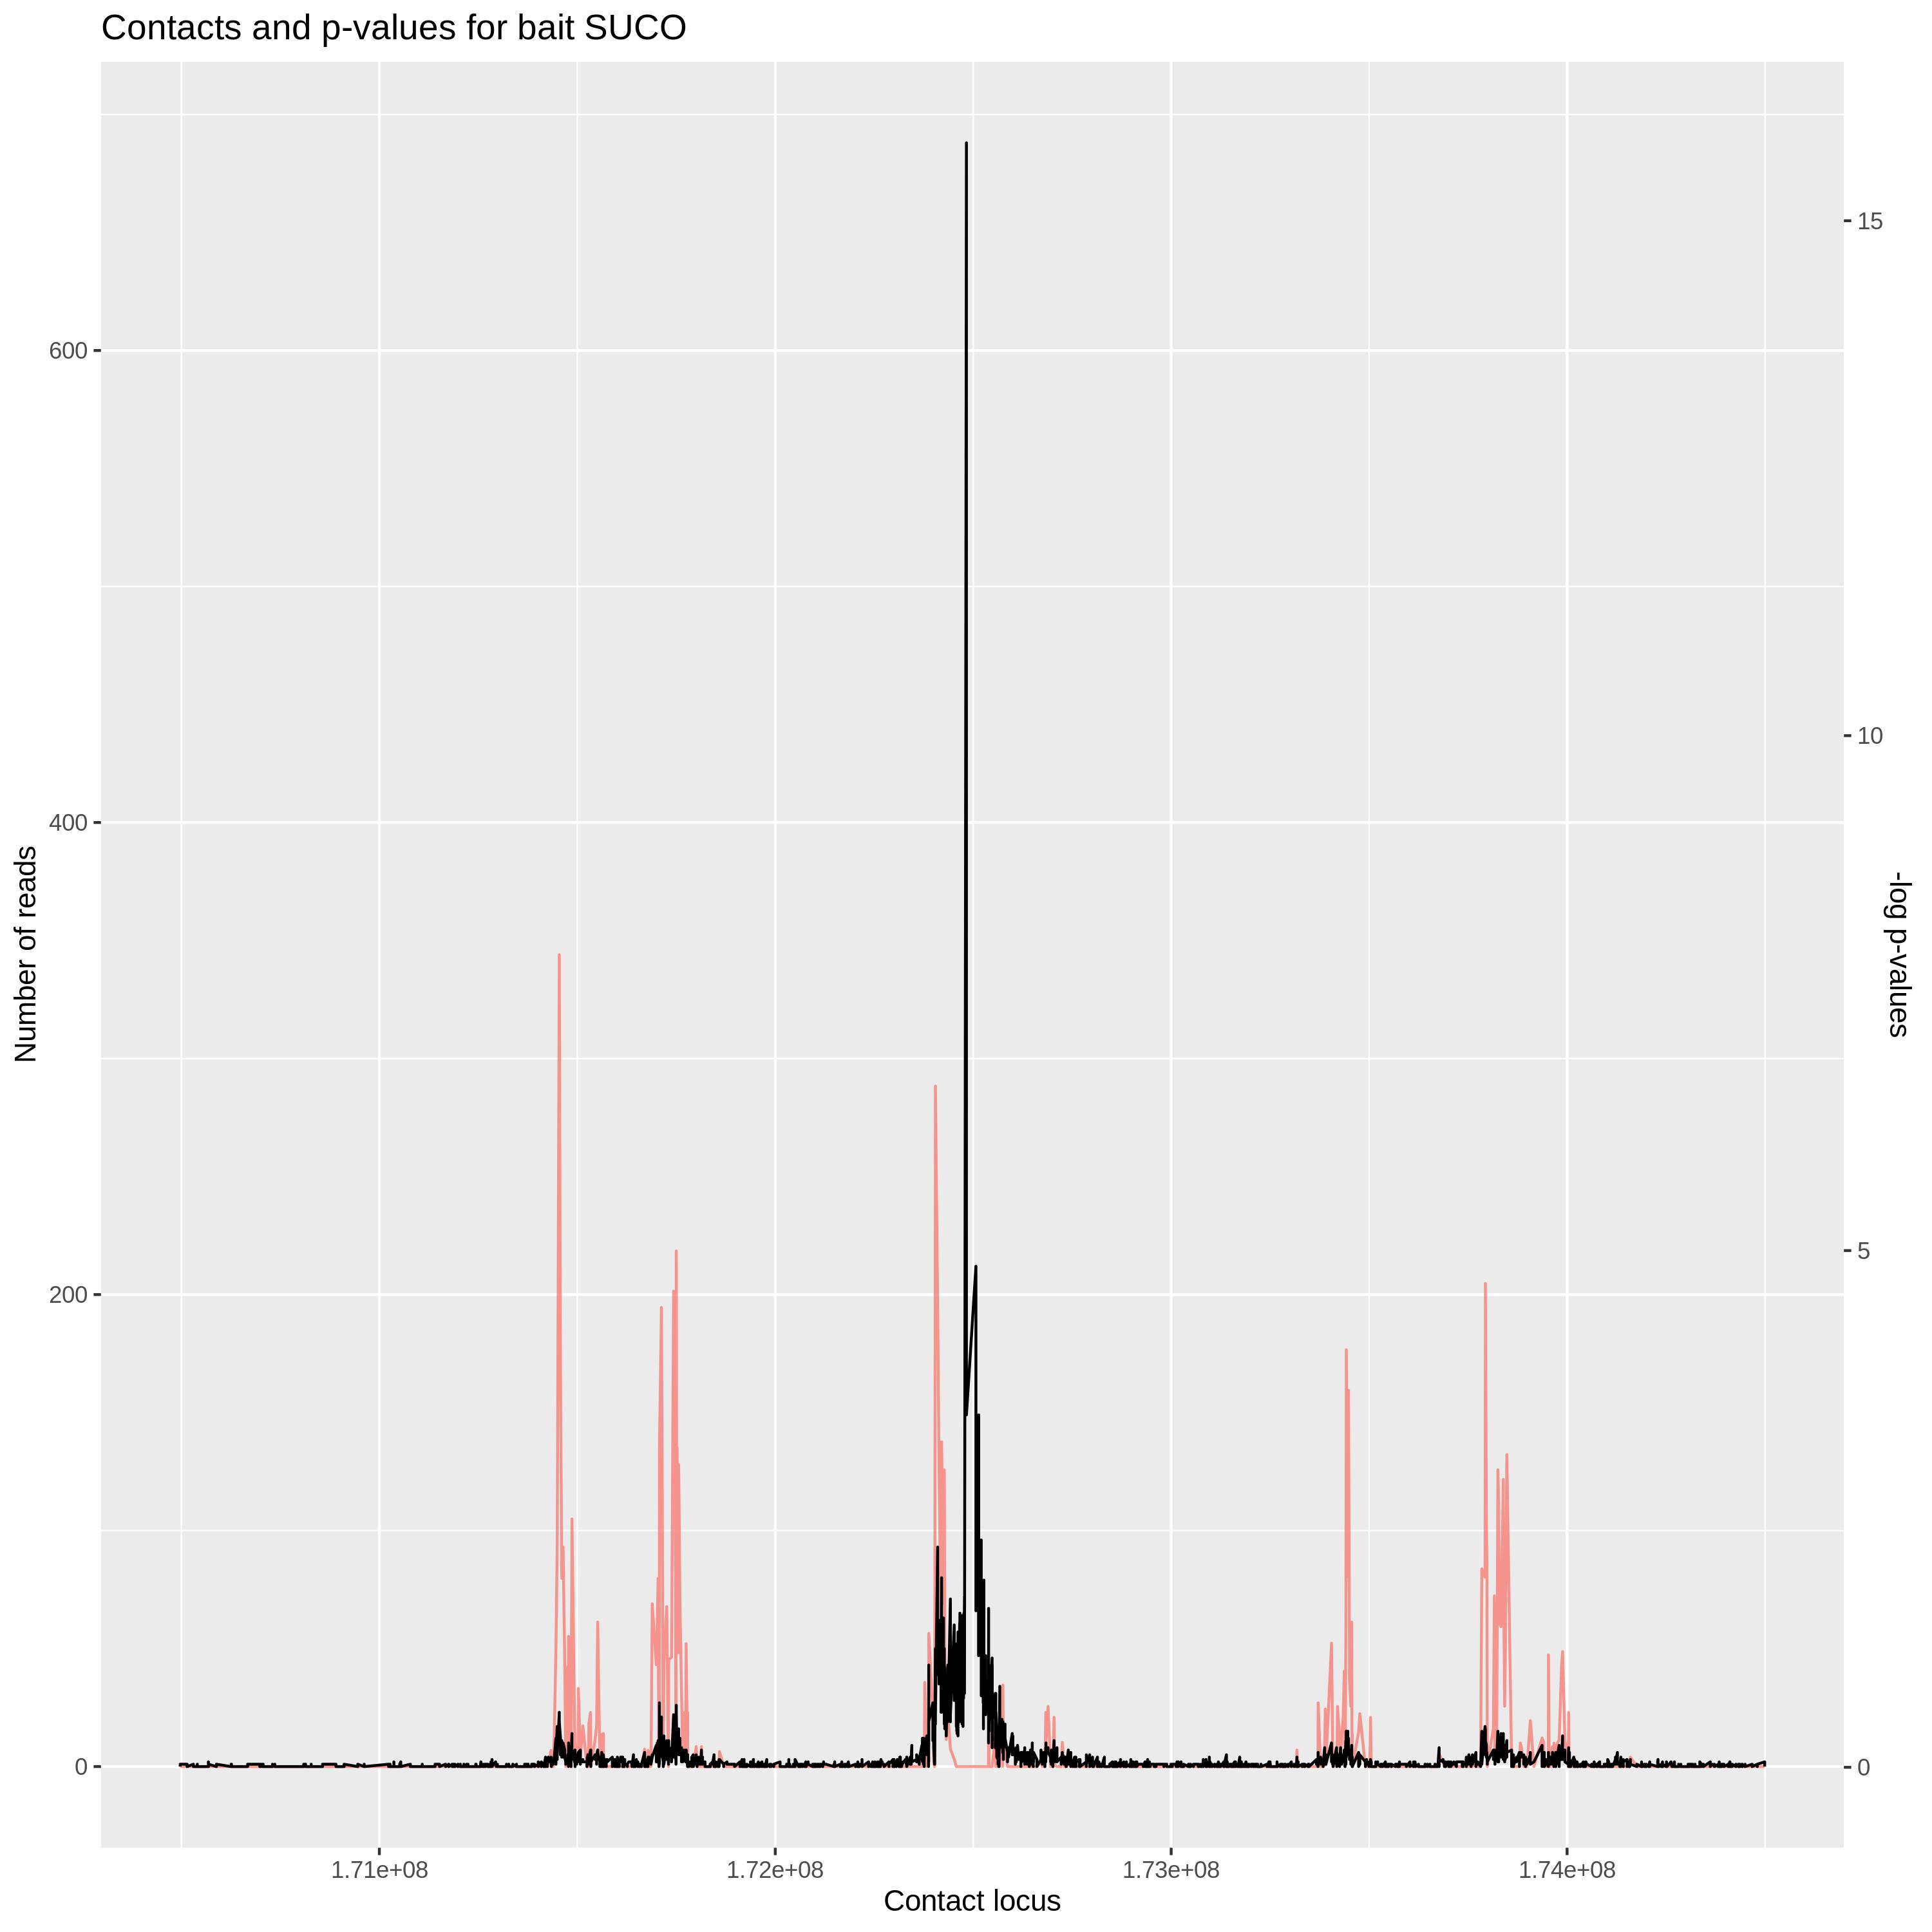 Contacts and p-values for bait SUCO
Number of reads
600
400
200
0
15
10
5
0
-log p-values
1.71e+08
1.72e+08
1.73e+08
1.74e+08
Contact locus